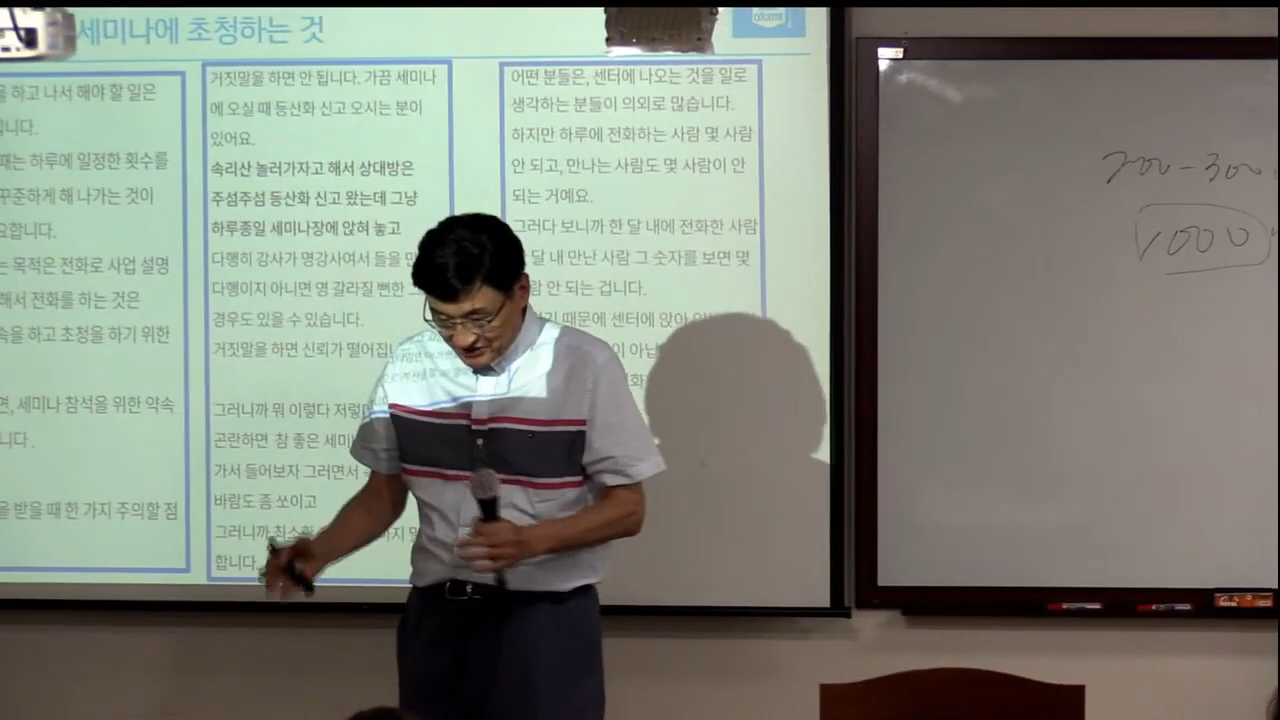 세미나에 초청하는 것
atomy
을 하고 나서 해야 할 일은
입니다.
때는 하루에 일정한 횟수를
꾸준하게 해 나가는 것이
요합니다.
는 목적은 전화로 사업 설명
해서 전화를 하는 것은
속을 하고 초청을 하기 위한
면, 세미나 참석을 위한 약속
니다.
을 받을 때 한 가지 주의할 점
거짓말을 하면 안 됩니다. 가끔 세미나
에 오실 때 등산화 신고 오시는 분이
있어요.
속리산 놀러가자고 해서 상대방은
주섬주섬 등산화 신고 왔는데 그냥
하루종일 세미나장에 앉혀 놓고
다행히 강사가 명강사여서 들을 만
다행이지 아니면 영 갈라질 뻔한
경우도 있을 수 있습니다.
거짓말을 하면 신뢰가 떨어집니
그러니까 뭐 이렇다 저렇다
곤란하면 참 좋은 세미
가서 들어보자 그러면서
바람도 좀 쏘이고
그러니까 최소한
합니다.
어떤 분들은, 센터에 나오는 것을 일로
생각하는 분들이 의외로 많습니다.
하지만 하루에 전화하는 사람 몇 사람
안 되고, 만나는 사람도 몇 사람이 안
되는 거예요.
그러다 보니까 한 달 내에 전화한 사람
달 내 만난 사람 그 숫자를 보면 몇
람 안 되는 겁니다.
때문에 센터에 앉아
이 아닙
200-300
1000